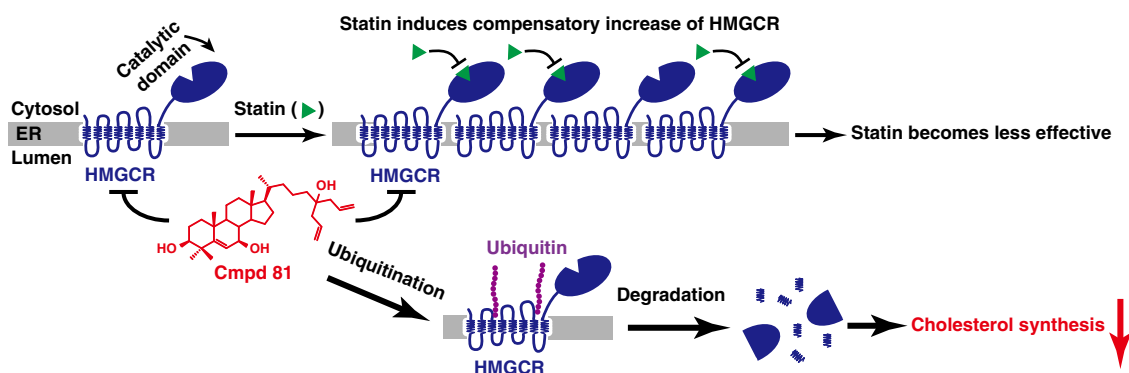 Statin induces compensatory increase of HMGCR
Catalytic
domain
Cytosol
ER
Lumen
Statin ( )
Statin becomes less effective
HMGCR
HMGCR
OH
HO
OH
Cmpd 81
Ubiquitination
Ubiquitin
Degradation
Cholesterol synthesis
HMGCR